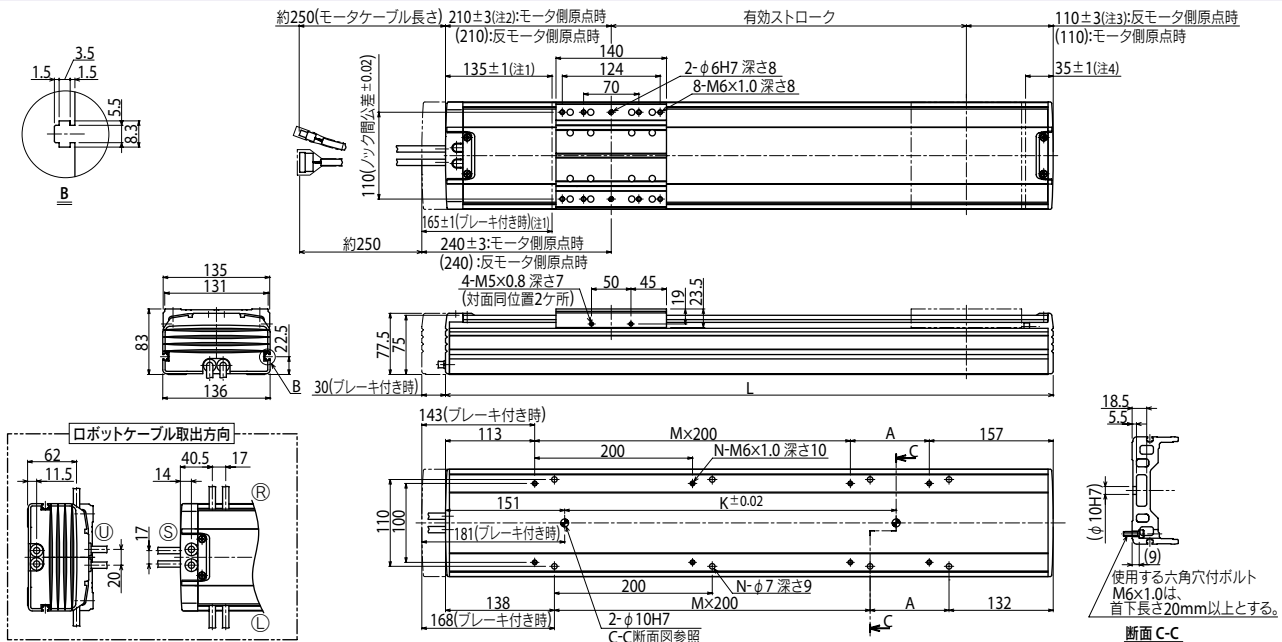 約250(モータケーブル長さ)
210±3(注2):モータ側原点時
(210):反モータ側原点時
有効ストローク
110±3(注3):反モータ側原点時
(110):モータ側原点時
140
135±1(注1)
124
70
2-φ6H7 深さ8
8-M6×1.0 深さ8
35±1(注4)
3.5
1.5
1.5
5.5
8.3
B
110(ノック間公差±0.02)
165±1(ブレーキ付き時)(注1)
約250
240±3:モータ側原点時
(240):反モータ側原点時
4-M5×0.8 深さ7
(対面同位置2ケ所)
50
45
19
23.5
135
131
83
22.5
136
B
77.5
75
30(ブレーキ付き時)
L
143(ブレーキ付き時)
113
M×200
A
157
200
N-M6×1.0 深さ10
C
151
K±0.02
110
100
181(ブレーキ付き時)
200
N-φ7 深さ9
138
M×200
A
132
168(ブレーキ付き時)
2-φ10H7
C-C断面図参照
C
ロボットケーブル取出方向
62
11.5
40.5
17
14
Ⓡ
Ⓤ
Ⓢ
17
20
Ⓛ
18.5
5.5
(φ10H7)
(9)
使用する六角穴付ボルト
M6×1.0は、
首下長さ20mm以上とする。
断面 C-C